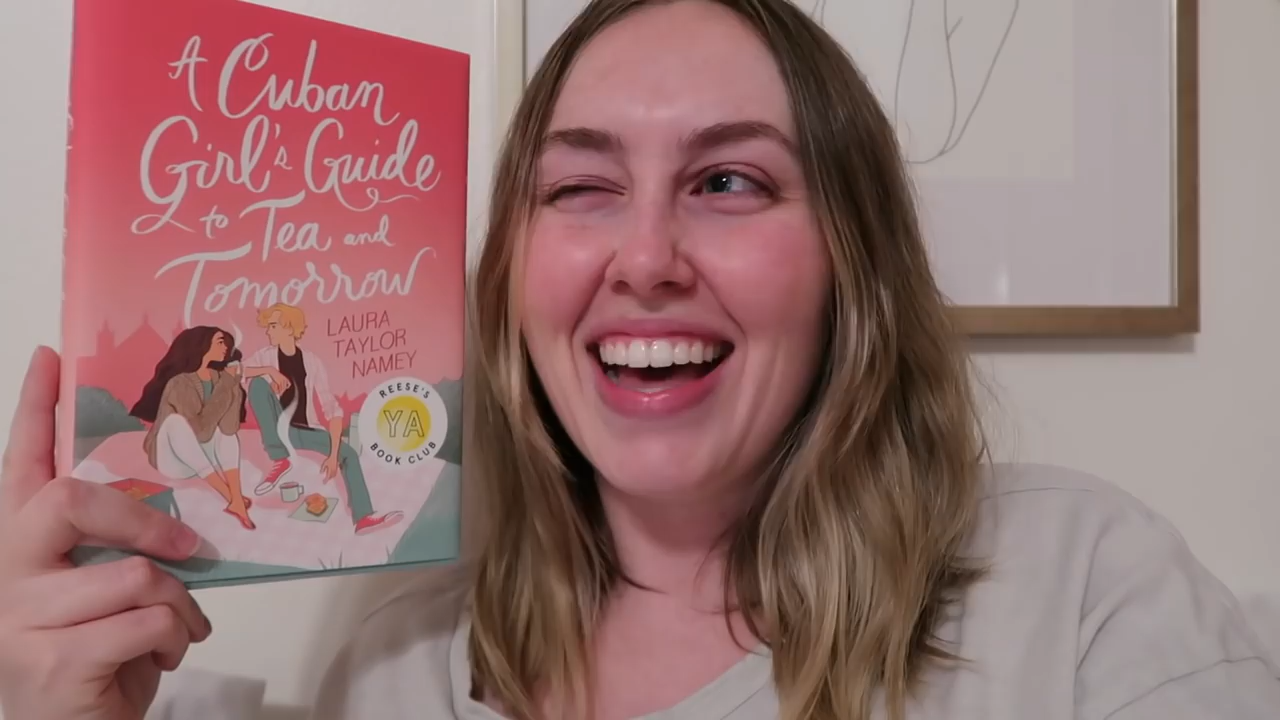 A Cuban
Girl's Guide
to Tea and
Tomorrow
LAURA
TAYLOR
NAMEY
REESE'S
YA
BOOK CLUB